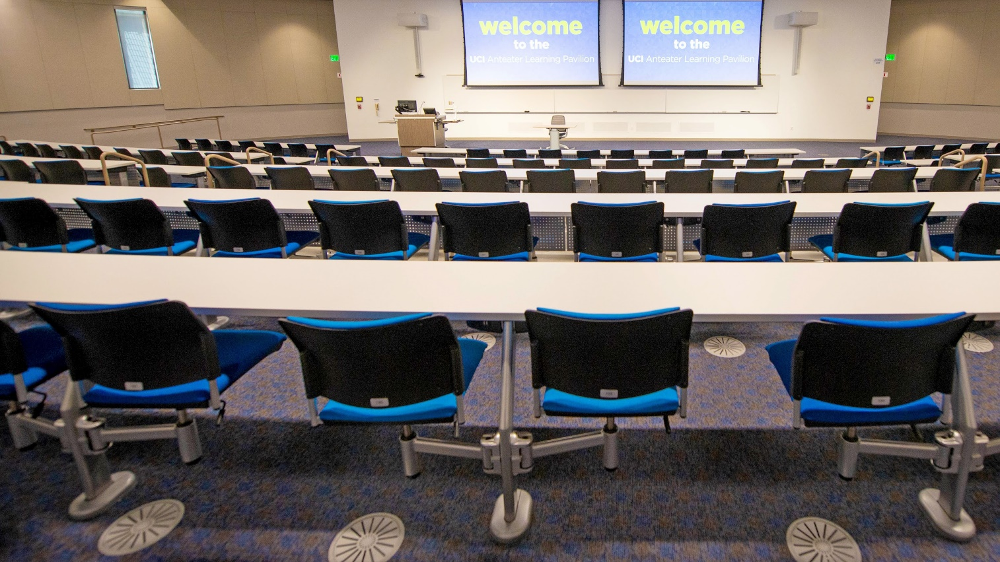 welcome
to the
UCI Anteater Learning Pavilion
welcome
to the
UCI Anteater Learning Pavilion